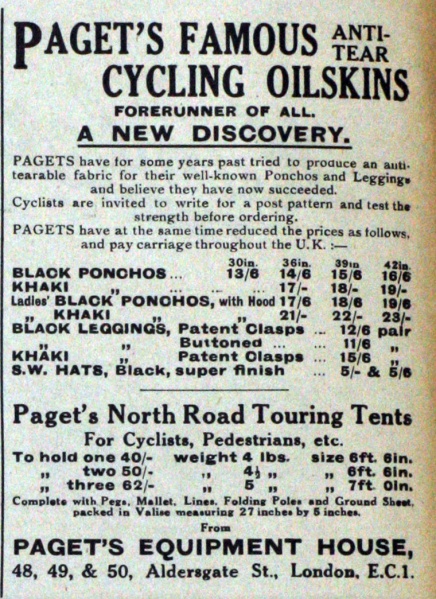 PAGET'S FAMOUS ANTI-TEAR
CYCLING OILSKINS
FORERUNNER OF ALL.
A NEW DISCOVERY.
PAGETS have for some years past tried to produce an anti-
tearable fabric for their well-known Ponchos and Leggings
and believe they have now succeeded.
Cyclists are invited to write for a post pattern and test the
strength before ordering.
PAGETS have at the same time reduced the prices as follows,
and pay carriage throughout the U.K. :—
30in. 36in. 39in 42in.
BLACK PONCHOS ... 13/6 14/6 15/6 16/6
KHAKI „ ... ... ... 17/- 18/- 19/-
Ladies' BLACK PONCHOS, with Hood 17/6 18/6 19/6
„ KHAKI „ „ 21/- 22/- 23/-
BLACK LEGGINGS, Patent Clasps ... 12/6 pair
„ „ Buttoned ... 11/6 „
KHAKI „ Patent Clasps ... 15/6 „
S.W. HATS, Black, super finish ... 5/- & 5/6
Paget's North Road Touring Tents
For Cyclists, Pedestrians, etc.
To hold one 40/- weight 4 lbs. size 6ft. 6in.
„ two 50/- „ 4½ „ „ 6ft. 6in.
„ three 62/- „ 5 „ „ 7ft. 0in.
Complete with Pegs, Mallet, Lines, Folding Poles and Ground Sheet,
packed in Valise measuring 27 inches by 5 inches.
From
PAGET'S EQUIPMENT HOUSE,
48, 49, & 50, Aldersgate St., London, E.C.1.